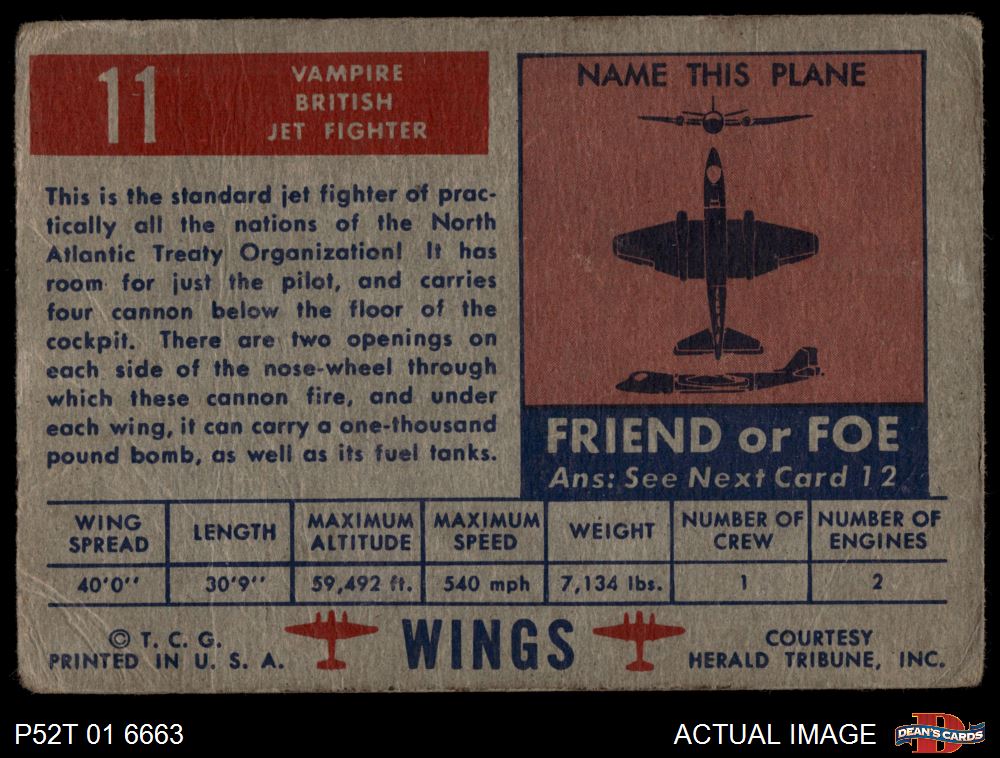 11
VAMPIRE
BRITISH
JET FIGHTER
This is the standard jet fighter of prac-
tically all the nations of the North
Atlantic Treaty Organization! It has
room for just the pilot, and carries
four cannon below the floor of the
cockpit. There are two openings on
each side of the nose-wheel through
which these cannon fire, and under
each wing, it can carry a one-thousand
pound bomb, as well as its fuel tanks.
NAME THIS PLANE
FRIEND or FOE
Ans: See Next Card 12
WING SPREAD LENGTH MAXIMUM ALTITUDE MAXIMUM SPEED WEIGHT NUMBER OF CREW NUMBER OF ENGINES
40'0'' 30'9'' 59,492 ft. 540 mph 7,134 lbs. 1 2
© T. C. G.
PRINTED IN U. S. A.
WINGS
COURTESY
HERALD TRIBUNE, INC.
P52T 01 6663
ACTUAL IMAGE
D
DEAN'S CARDS